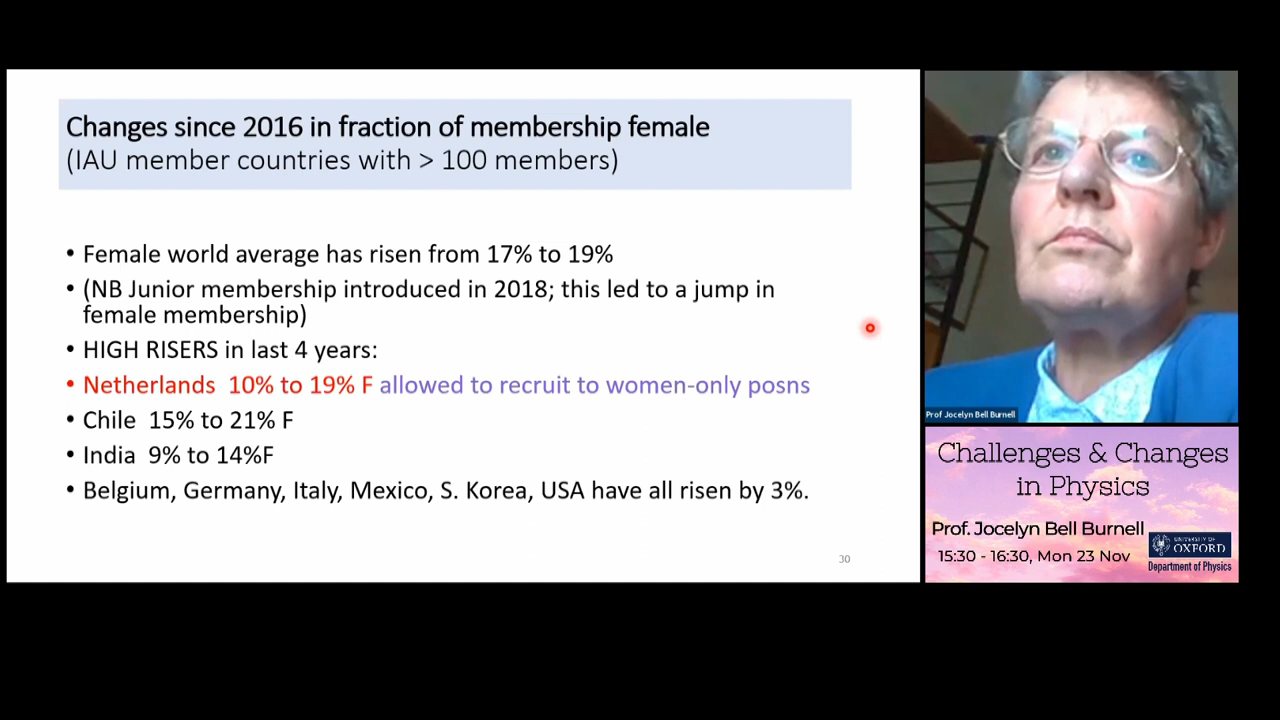 Changes since 2016 in fraction of membership female
(IAU member countries with > 100 members)
• Female world average has risen from 17% to 19%
• (NB Junior membership introduced in 2018; this led to a jump in
female membership)
• HIGH RISERS in last 4 years:
• Netherlands 10% to 19% F allowed to recruit to women-only posns
• Chile 15% to 21% F
• India 9% to 14%F
• Belgium, Germany, Italy, Mexico, S. Korea, USA have all risen by 3%.
30
Prof Jocelyn Bell Burnell
Challenges & Changes
in Physics
Prof. Jocelyn Bell Burnell
15:30 - 16:30, Mon 23 Nov
UNIVERSITY OF
OXFORD
Department of Physics